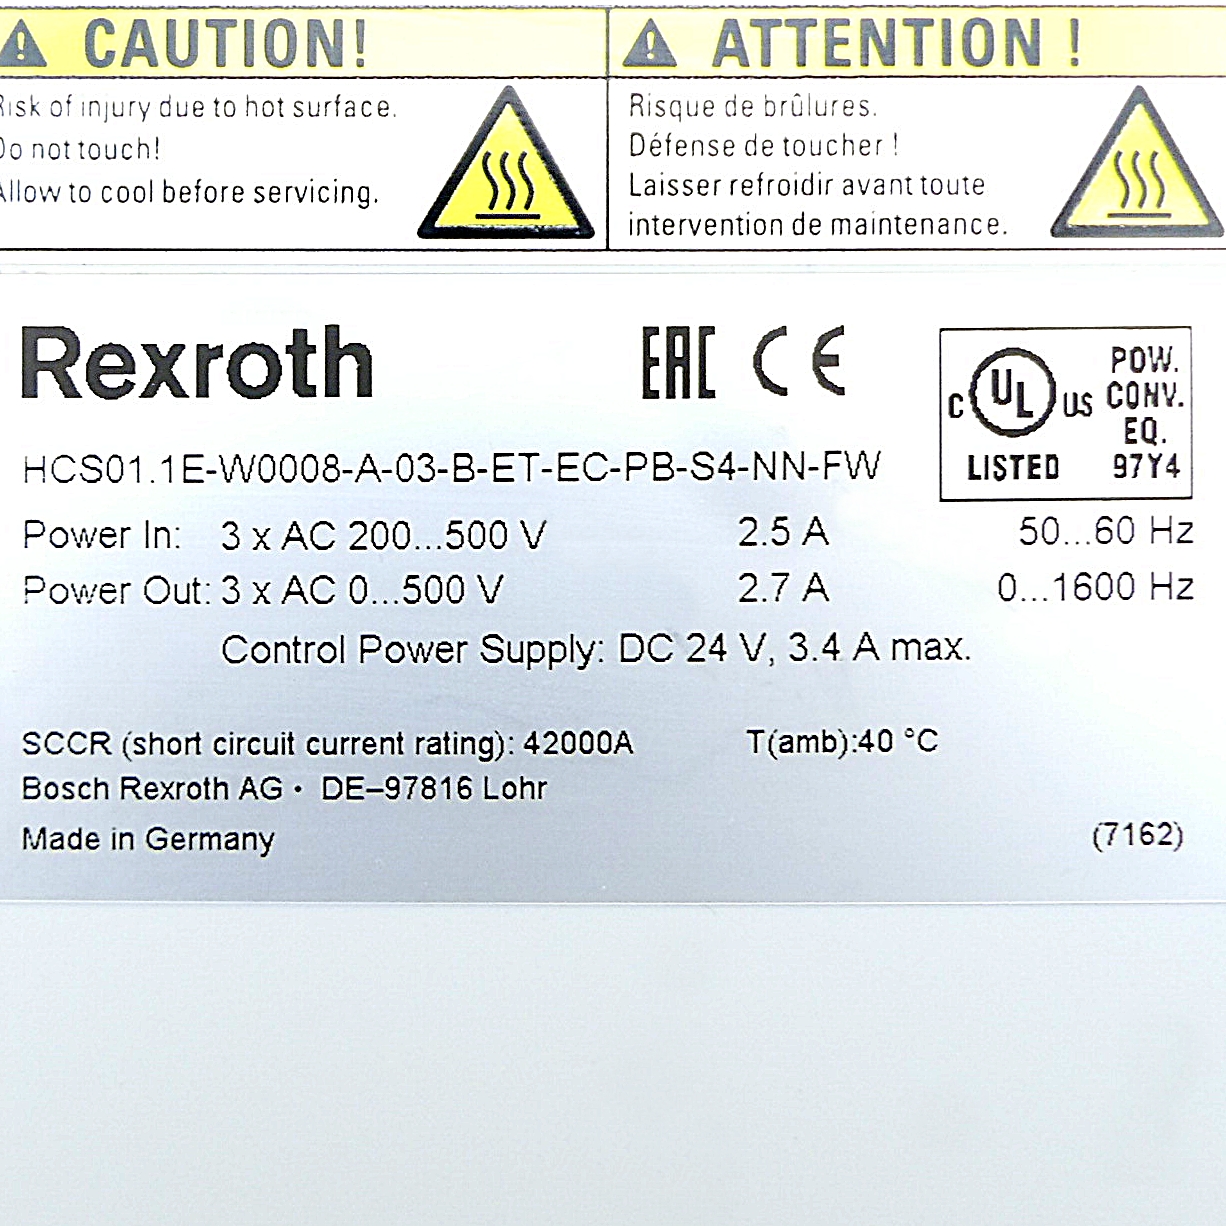 CAUTION!
Risk of injury due to hot surface.
Do not touch!
Allow to cool before servicing.
ATTENTION !
Risque de brûlures.
Défense de toucher !
Laisser refroidir avant toute
intervention de maintenance.
Rexroth
EAC CE
C UL US
LISTED
POW.
CONV.
EQ.
97Y4
HCS01.1E-W0008-A-03-B-ET-EC-PB-S4-NN-FW
Power In: 3 x AC 200...500 V 2.5 A 50...60 Hz
Power Out: 3 x AC 0...500 V 2.7 A 0...1600 Hz
Control Power Supply: DC 24 V, 3.4 A max.
SCCR (short circuit current rating): 42000A T(amb):40 °C
Bosch Rexroth AG • DE–97816 Lohr
Made in Germany (7162)